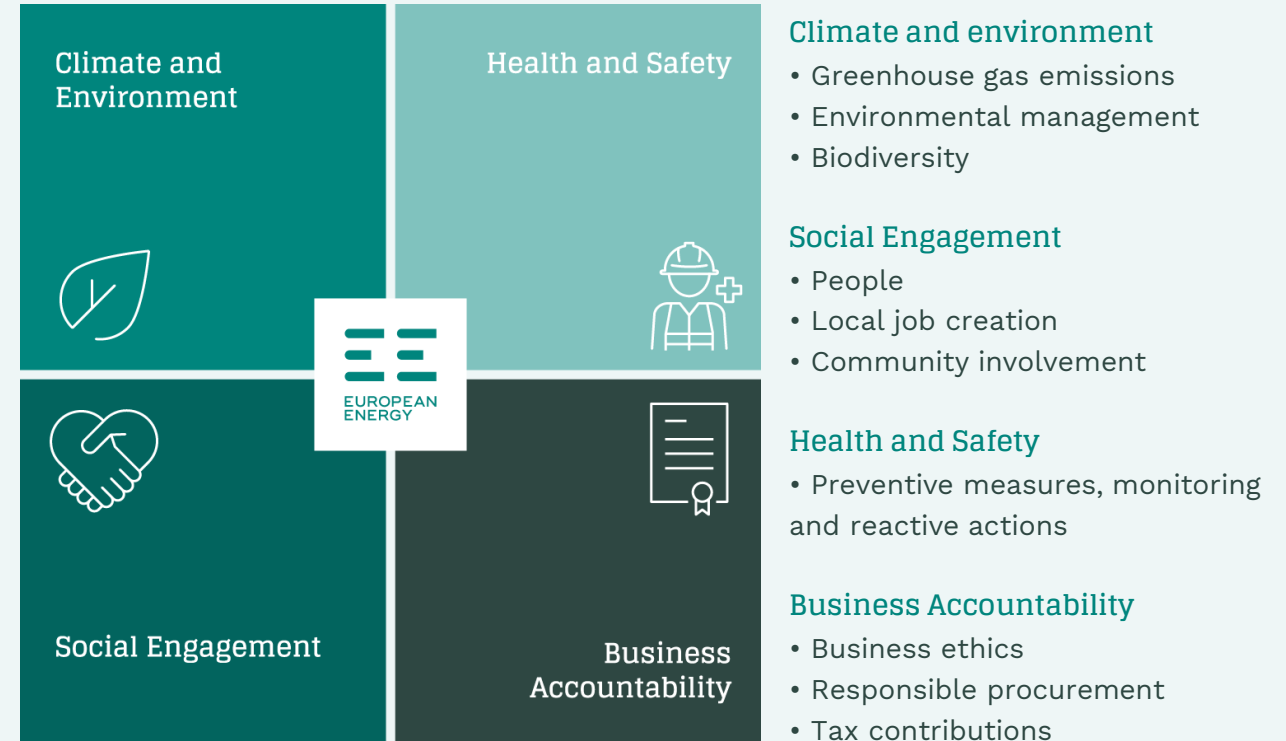 Climate and
Environment
Health and Safety
EUROPEAN
ENERGY
Social Engagement
Business
Accountability
Climate and environment
• Greenhouse gas emissions
• Environmental management
• Biodiversity
Social Engagement
• People
• Local job creation
• Community involvement
Health and Safety
• Preventive measures, monitoring
and reactive actions
Business Accountability
• Business ethics
• Responsible procurement
• Tax contributions